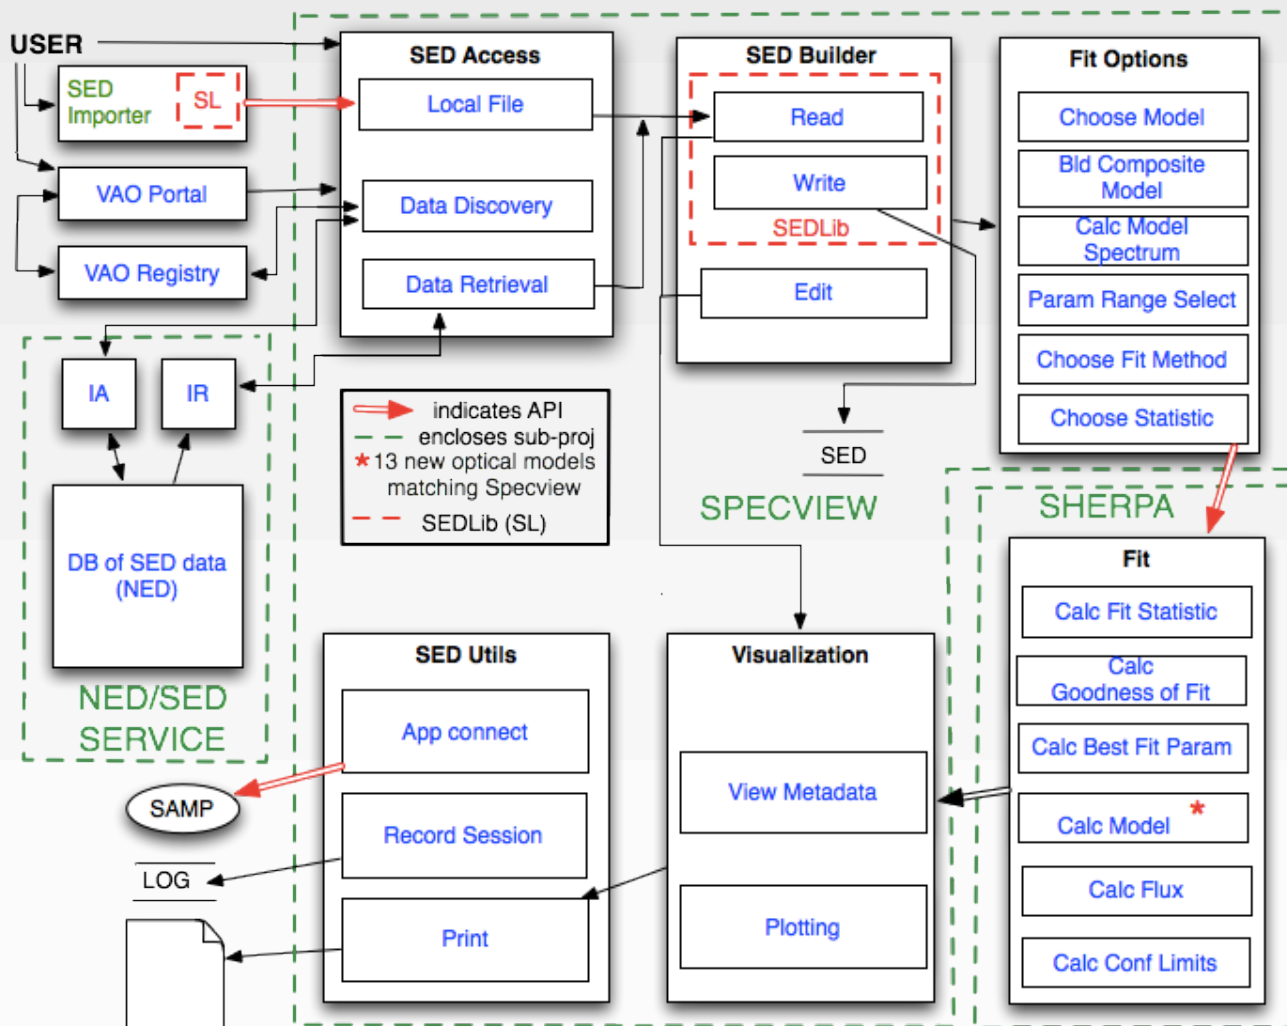 USER
SED
Importer
SL
VAO Portal
VAO Registry
SED Access
Local File
Data Discovery
Data Retrieval
SED Builder
Read
Write
SEDLib
Edit
Fit Options
Choose Model
Bld Composite
Model
Calc Model
Spectrum
Param Range Select
Choose Fit Method
Choose Statistic
IA
IR
DB of SED data
(NED)
NED/SED
SERVICE
indicates API
encloses sub-proj
* 13 new optical models
matching Specview
SEDLib (SL)
SED
SPECVIEW
SHERPA
Fit
Calc Fit Statistic
Calc
Goodness of Fit
Calc Best Fit Param
Calc Model *
Calc Flux
Calc Conf Limits
SED Utils
App connect
Record Session
Print
Visualization
View Metadata
Plotting
SAMP
LOG